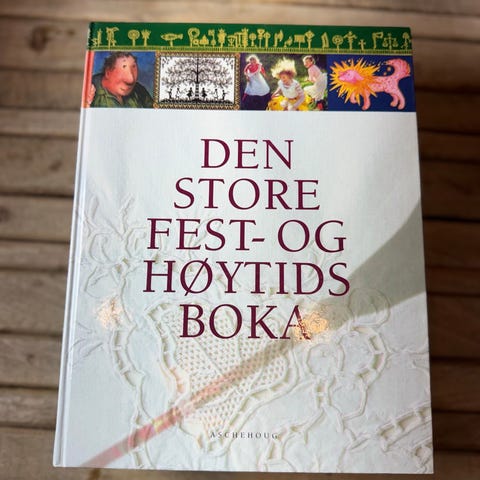 DEN
STORE
FEST- OG
HØYTIDS
BOKA
ASCHEHOUG